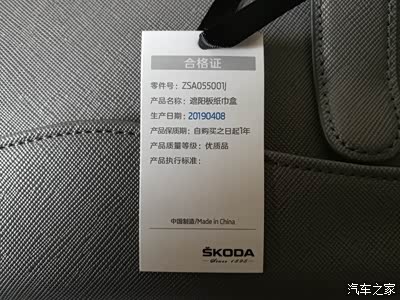 合格证
零件号：ZSA055001J
产品名称：遮阳板纸巾盒
生产日期：20190408
产品保质期：自购买之日起1年
产品质量等级：优质品
产品执行标准：
中国制造/Made in China
ŠKODA
Since 1895
汽车之家